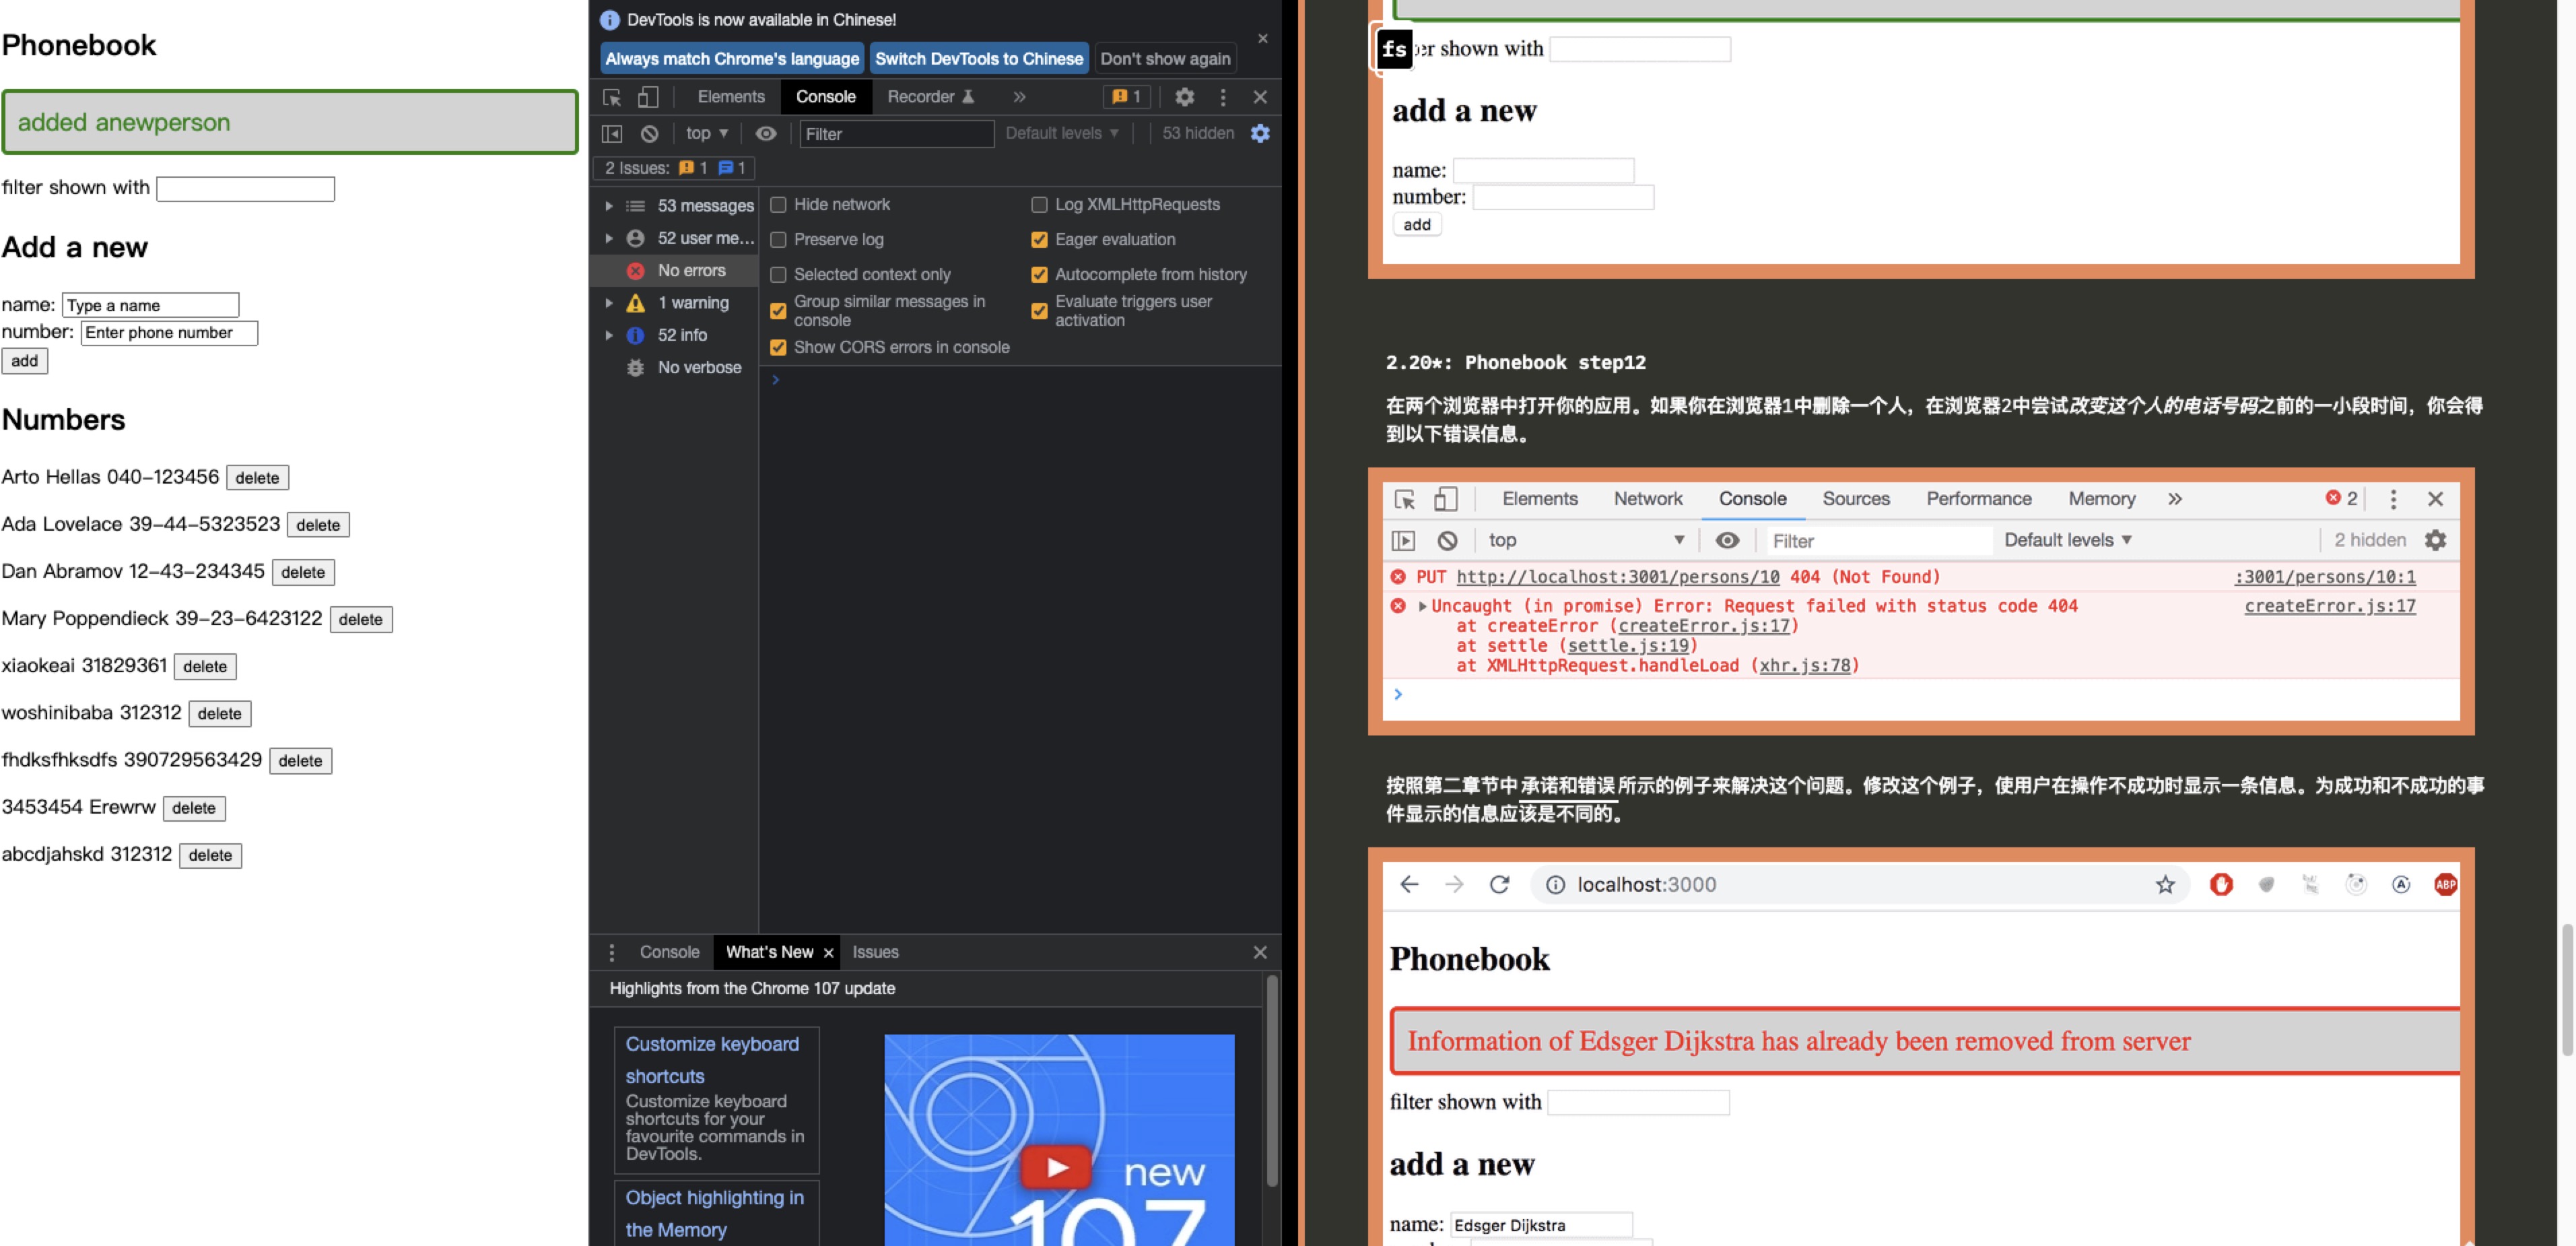 Phonebook
added anewperson
filter shown with
Add a new
name: Type a name
number: Enter phone number
add
Numbers
Arto Hellas 040-123456 delete
Ada Lovelace 39-44-5323523 delete
Dan Abramov 12-43-234345 delete
Mary Poppendieck 39-23-6423122 delete
xiaokeai 31829361 delete
woshinibaba 312312 delete
fhdksfhksdfs 390729563429 delete
3453454 Erewrw delete
abcdjahskd 312312 delete
DevTools is now available in Chinese!
Always match Chrome's language Switch DevTools to Chinese Don't show again
Elements Console Recorder 1
top Filter Default levels 53 hidden
2 Issues: 1 1
53 messages
52 user me...
No errors
1 warning
52 info
No verbose
Hide network Log XMLHttpRequests
Preserve log Eager evaluation
Selected context only Autocomplete from history
Group similar messages in console Evaluate triggers user activation
Show CORS errors in console
Console What's New Issues
Highlights from the Chrome 107 update
Customize keyboard
shortcuts
Customize keyboard
shortcuts for your
favourite commands in
DevTools.
Object highlighting in
the Memory
new
107
fs
shown with
add a new
name:
number:
add
2.20*: Phonebook step12
在两个浏览器中打开你的应用。如果你在浏览器1中删除一个人，在浏览器2中尝试改变这个人的电话号码之前的一小段时间，你会得
到以下错误信息。
Elements Network Console Sources Performance Memory 2
top Filter Default levels 2 hidden
PUT http://localhost:3001/persons/10 404 (Not Found) :3001/persons/10:1
Uncaught (in promise) Error: Request failed with status code 404 createError.js:17
at createError (createError.js:17)
at settle (settle.js:19)
at XMLHttpRequest.handleLoad (xhr.js:78)
按照第二章节中承诺和错误所示的例子来解决这个问题。修改这个例子，使用户在操作不成功时显示一条信息。为成功和不成功的事
件显示的信息应该是不同的。
localhost:3000 ABP
Phonebook
Information of Edsger Dijkstra has already been removed from server
filter shown with
add a new
name: Edsger Dijkstra